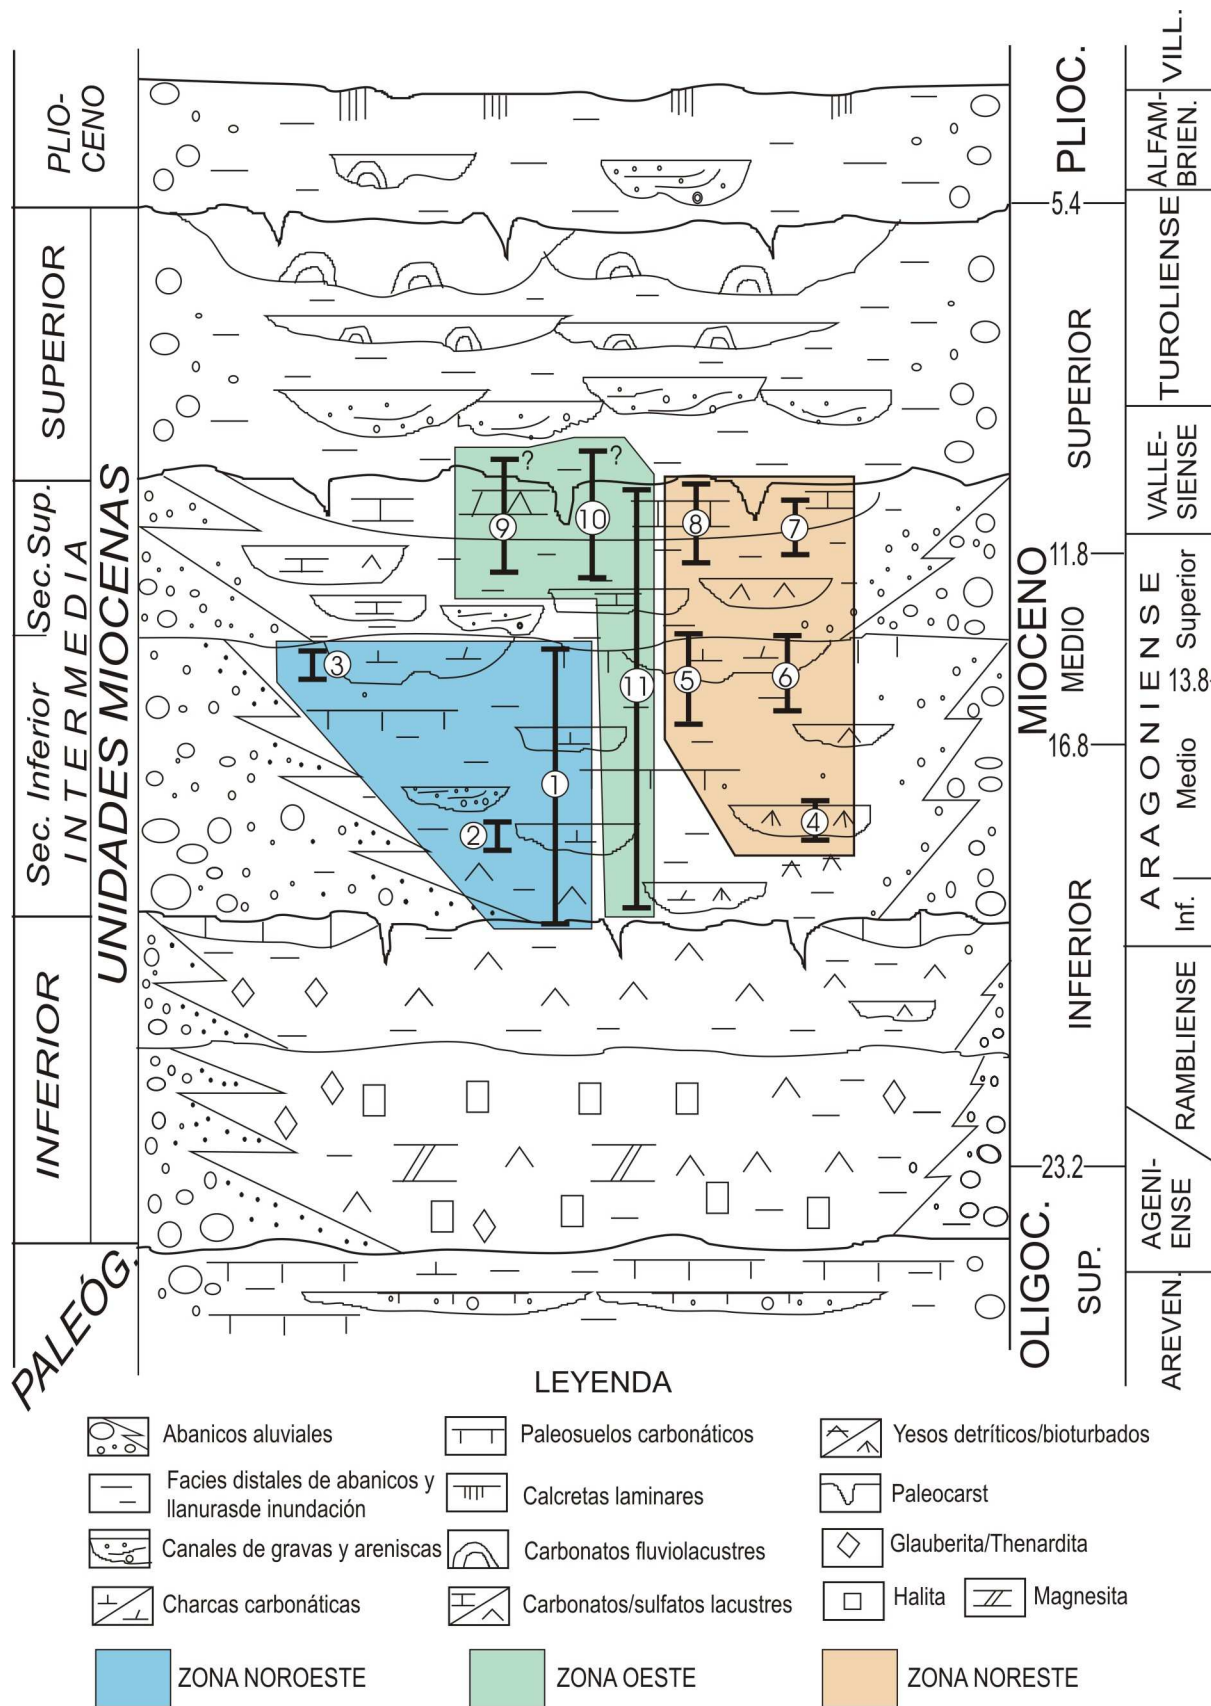 PLIO-
CENO
SUPERIOR
Sec.Sup.
Sec. Inferior
INTERMEDIA
UNIDADES MIOCENAS
INFERIOR
PALEÓG.
?
?
9
10
8
7
3
11
5
6
1
2
4
PLIOC.
5.4
SUPERIOR
11.8
MIOCENO
MEDIO
16.8
INFERIOR
23.2
OLIGOC.
SUP.
VILL.
ALFAM-
BRIEN.
TUROLIENSE
VALLE-
SIENSE
ARAGONIENSE
Superior
13.8
Medio
Inf.
RAMBLIENSE
AGENI-
ENSE
AREVEN.
LEYENDA
Abanicos aluviales
Facies distales de abanicos y
llanurasde inundación
Canales de gravas y areniscas
Charcas carbonáticas
Paleosuelos carbonáticos
Calcretas laminares
Carbonatos fluviolacustres
Carbonatos/sulfatos lacustres
Yesos detríticos/bioturbados
Paleocarst
Glauberita/Thenardita
Halita
Magnesita
ZONA NOROESTE
ZONA OESTE
ZONA NORESTE